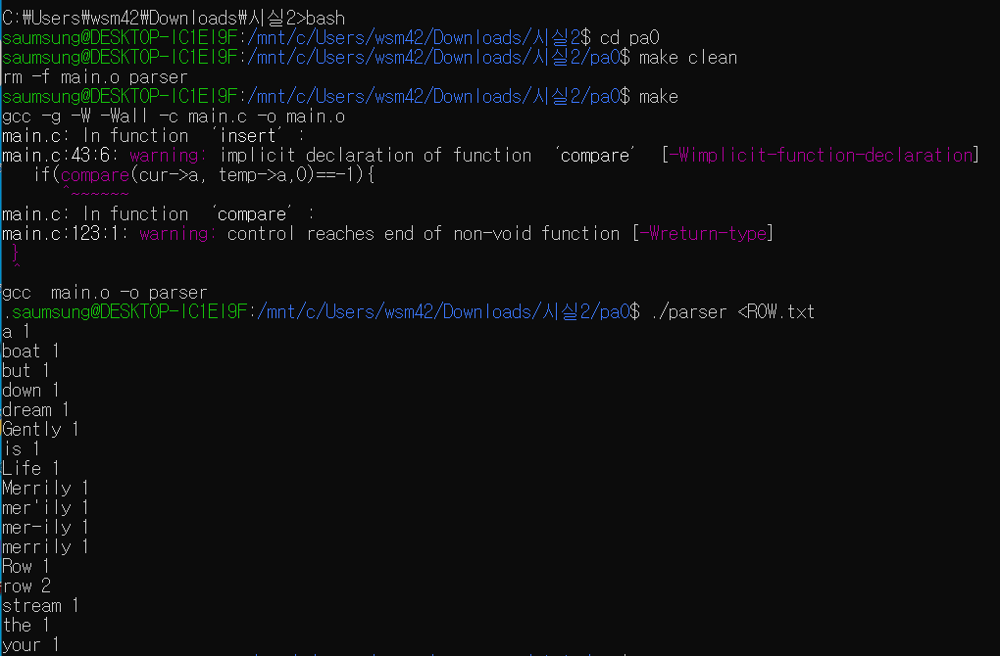 C:\Users\wsm42\Downloads\시실2>bash
saumsung@DESKTOP-IC1EI9F:/mnt/c/Users/wsm42/Downloads/시실2$ cd pa0
saumsung@DESKTOP-IC1EI9F:/mnt/c/Users/wsm42/Downloads/시실2/pa0$ make clean
rm -f main.o parser
saumsung@DESKTOP-IC1EI9F:/mnt/c/Users/wsm42/Downloads/시실2/pa0$ make
gcc -g -W -Wall -c main.c -o main.o
main.c: In function ‘insert’:
main.c:43:6: warning: implicit declaration of function ‘compare’ [-Wimplicit-function-declaration]
if(compare(cur->a, temp->a,0)==-1){
^~~~~~~
main.c: In function ‘compare’:
main.c:123:1: warning: control reaches end of non-void function [-Wreturn-type]
}
^
gcc  main.o -o parser
.saumsung@DESKTOP-IC1EI9F:/mnt/c/Users/wsm42/Downloads/시실2/pa0$ ./parser <ROW.txt
a 1
boat 1
but 1
down 1
dream 1
Gently 1
is 1
Life 1
Merrily 1
mer'ily 1
mer-ily 1
merrily 1
Row 1
row 2
stream 1
the 1
your 1